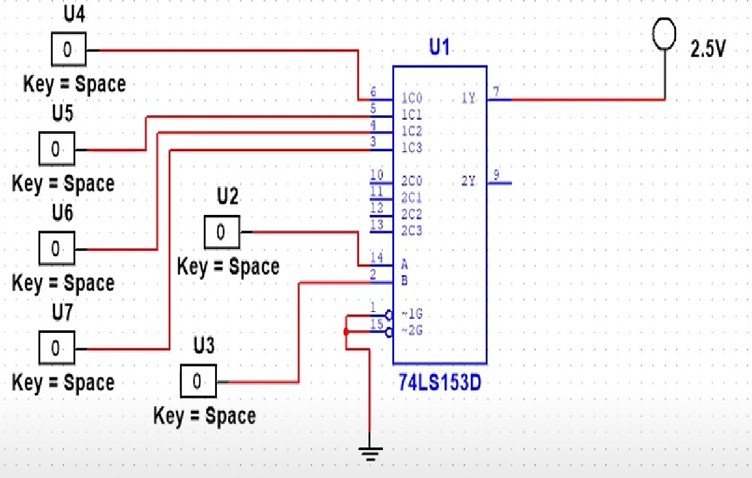 U4
0
Key = Space
U5
0
Key = Space
U6
0
Key = Space
U7
0
Key = Space
U2
0
Key = Space
U3
0
Key = Space
U1
6 1C0 1Y 7
5 1C1
4 1C2
3 1C3
10 2C0 2Y 9
11 2C1
12 2C2
13 2C3
14 A
2 B
1 ~1G
15 ~2G
74LS153D
2.5V